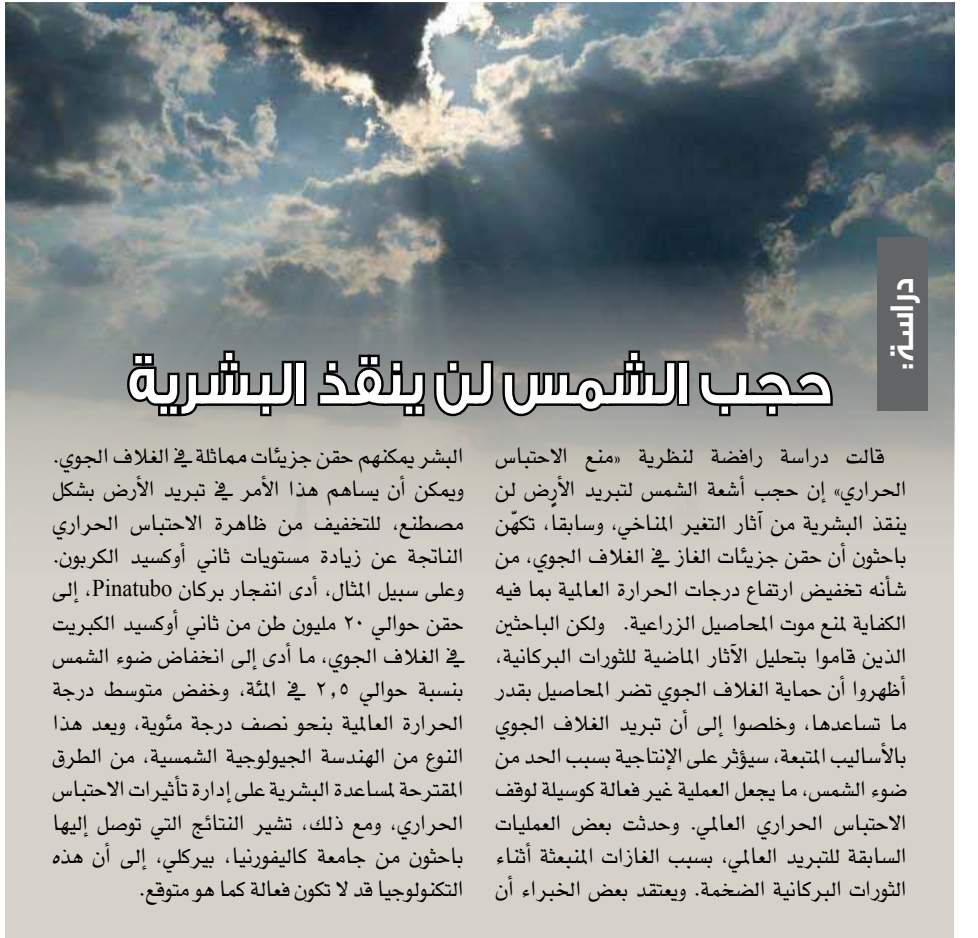 دراسة:
حجب الشمس لن ينقذ البشرية
قالت دراسة رافضة لنظرية «منع الاحتباس
الحراري» إن حجب أشعة الشمس لتبريد الأرض لن
ينقذ البشرية من آثار التغير المناخي، وسابقاً، تكهّن
باحثون أن حقن جزيئات الغاز في الغلاف الجوي، من
شأنه تخفيض ارتفاع درجات الحرارة العالمية بما فيه
الكفاية لمنع موت المحاصيل الزراعية. ولكن الباحثين
الذين قاموا بتحليل الآثار الماضية للثورات البركانية،
أظهروا أن حماية الغلاف الجوي تضر المحاصيل بقدر
ما تساعدها، وخلصوا إلى أن تبريد الغلاف الجوي
بالأساليب المتبعة، سيؤثر على الإنتاجية بسبب الحد من
ضوء الشمس، ما يجعل العملية غير فعالة كوسيلة لوقف
الاحتباس الحراري العالمي. وحدثت بعض العمليات
السابقة للتبريد العالمي، بسبب الغازات المنبعثة أثناء
الثورات البركانية الضخمة. ويعتقد بعض الخبراء أن
البشر يمكنهم حقن جزيئات مماثلة في الغلاف الجوي.
ويمكن أن يساهم هذا الأمر في تبريد الأرض بشكل
مصطنع، للتخفيف من ظاهرة الاحتباس الحراري
الناتجة عن زيادة مستويات ثاني أوكسيد الكربون.
وعلى سبيل المثال، أدى انفجار بركان Pinatubo، إلى
حقن حوالي ٢٠ مليون طن من ثاني أوكسيد الكبريت
في الغلاف الجوي، ما أدى إلى انخفاض ضوء الشمس
بنسبة حوالي ٢,٥ في المئة، وخفض متوسط درجة
الحرارة العالمية بنحو نصف درجة مئوية، ويعد هذا
النوع من الهندسة الجيولوجية الشمسية، من الطرق
المقترحة لمساعدة البشرية على إدارة تأثيرات الاحتباس
الحراري، ومع ذلك، تشير النتائج التي توصل إليها
باحثون من جامعة كاليفورنيا، بيركلي، إلى أن هذه
التكنولوجيا قد لا تكون فعالة كما هو متوقع.